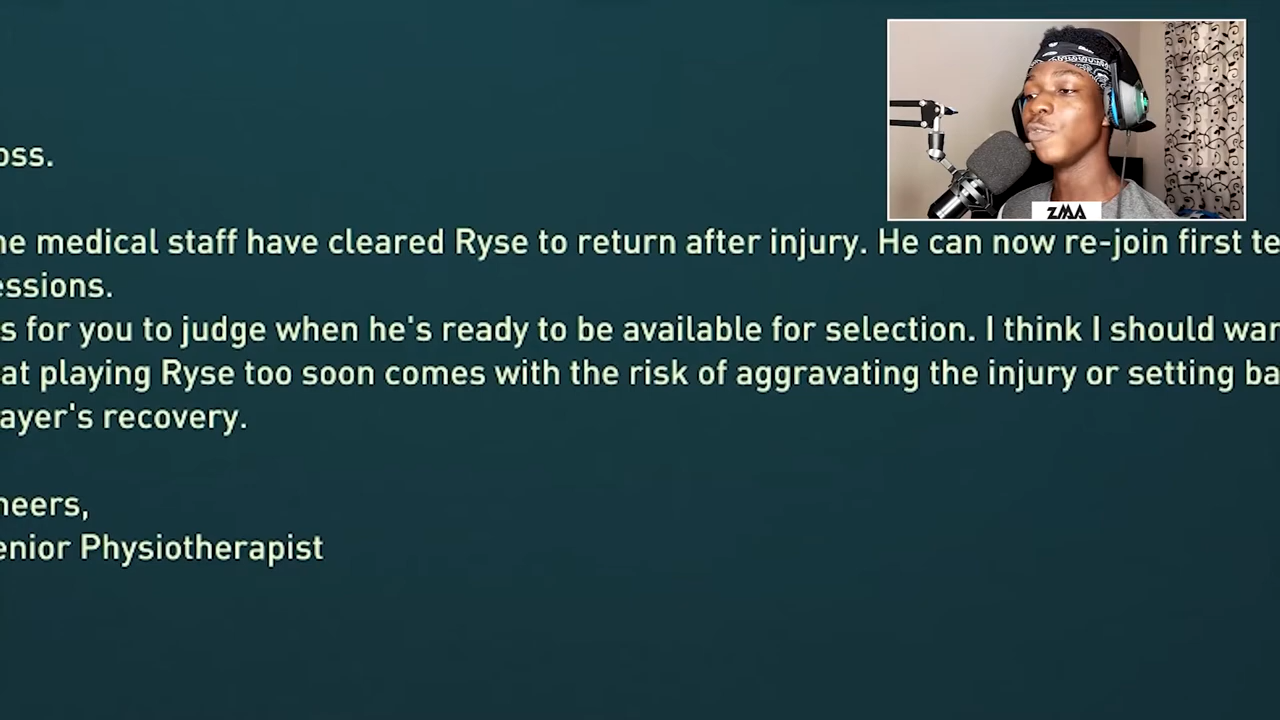 oss.
ZMA
ne medical staff have cleared Ryse to return after injury. He can now re-join first te
essions.
s for you to judge when he's ready to be available for selection. I think I should war
at playing Ryse too soon comes with the risk of aggravating the injury or setting ba
ayer's recovery.
heers,
enior Physiotherapist